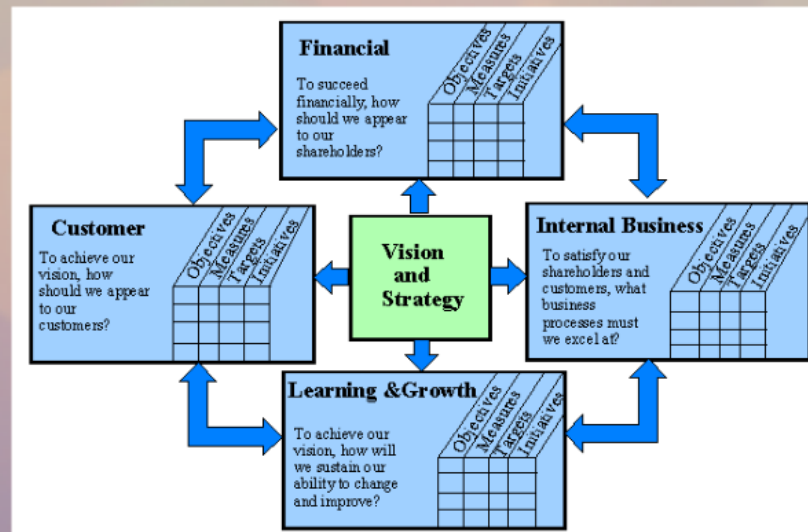 Financial
To succeed
financially, how
should we appear
to our
shareholders?
Objectives
Measures
Targets
Initiatives
Customer
To achieve our
vision, how
should we appear
to our
customers?
Objectives
Measures
Targets
Initiatives
Vision
and
Strategy
Internal Business
To satisfy our
shareholders and
customers, what
business
processes must
we excel at?
Objectives
Measures
Targets
Initiatives
Learning &Growth
To achieve our
vision, how will
we sustain our
ability to change
and improve?
Objectives
Measures
Targets
Initiatives